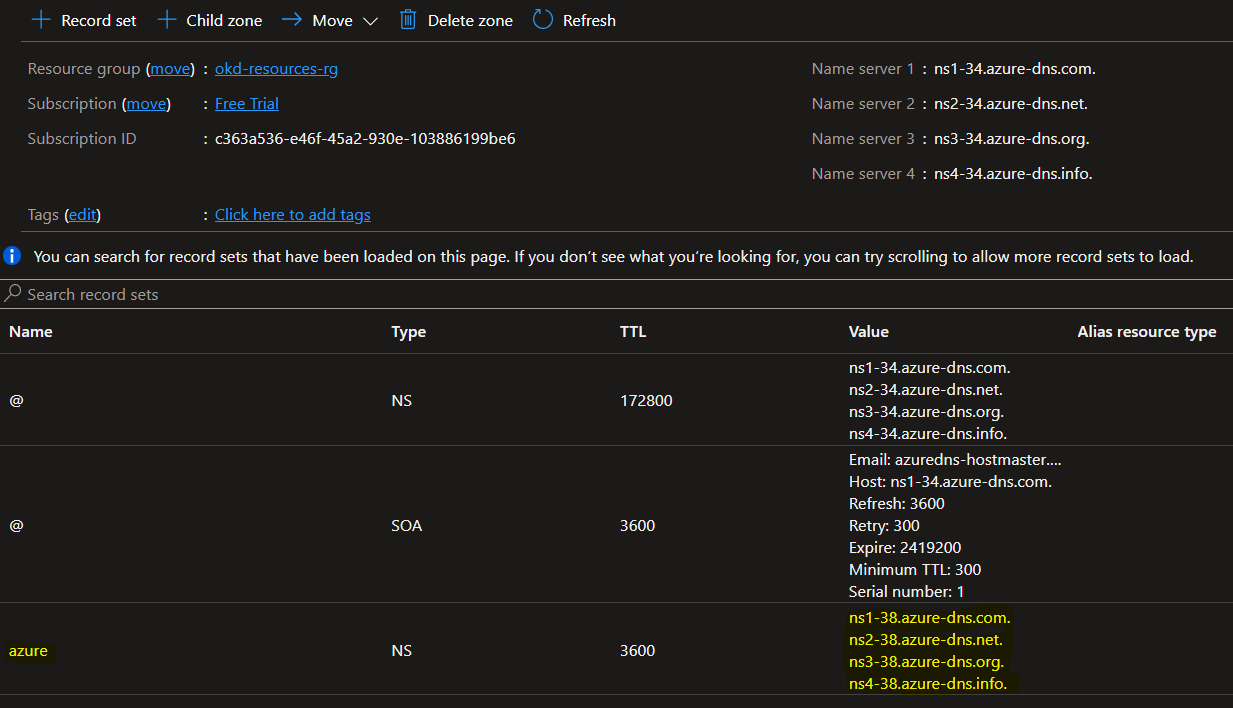 Record set Child zone Move Delete zone Refresh
Resource group (move) : okd-resources-rg
Name server 1 : ns1-34.azure-dns.com.
Subscription (move) : Free Trial
Name server 2 : ns2-34.azure-dns.net.
Subscription ID : c363a536-e46f-45a2-930e-103886199be6
Name server 3 : ns3-34.azure-dns.org.
Name server 4 : ns4-34.azure-dns.info.
Tags (edit) : Click here to add tags
You can search for record sets that have been loaded on this page. If you don’t see what you’re looking for, you can try scrolling to allow more record sets to load.
Search record sets
Name Type TTL Value Alias resource type
@ NS 172800
ns1-34.azure-dns.com.
ns2-34.azure-dns.net.
ns3-34.azure-dns.org.
ns4-34.azure-dns.info.
@ SOA 3600
Email: azuredns-hostmaster....
Host: ns1-34.azure-dns.com.
Refresh: 3600
Retry: 300
Expire: 2419200
Minimum TTL: 300
Serial number: 1
azure NS 3600
ns1-38.azure-dns.com.
ns2-38.azure-dns.net.
ns3-38.azure-dns.org.
ns4-38.azure-dns.info.